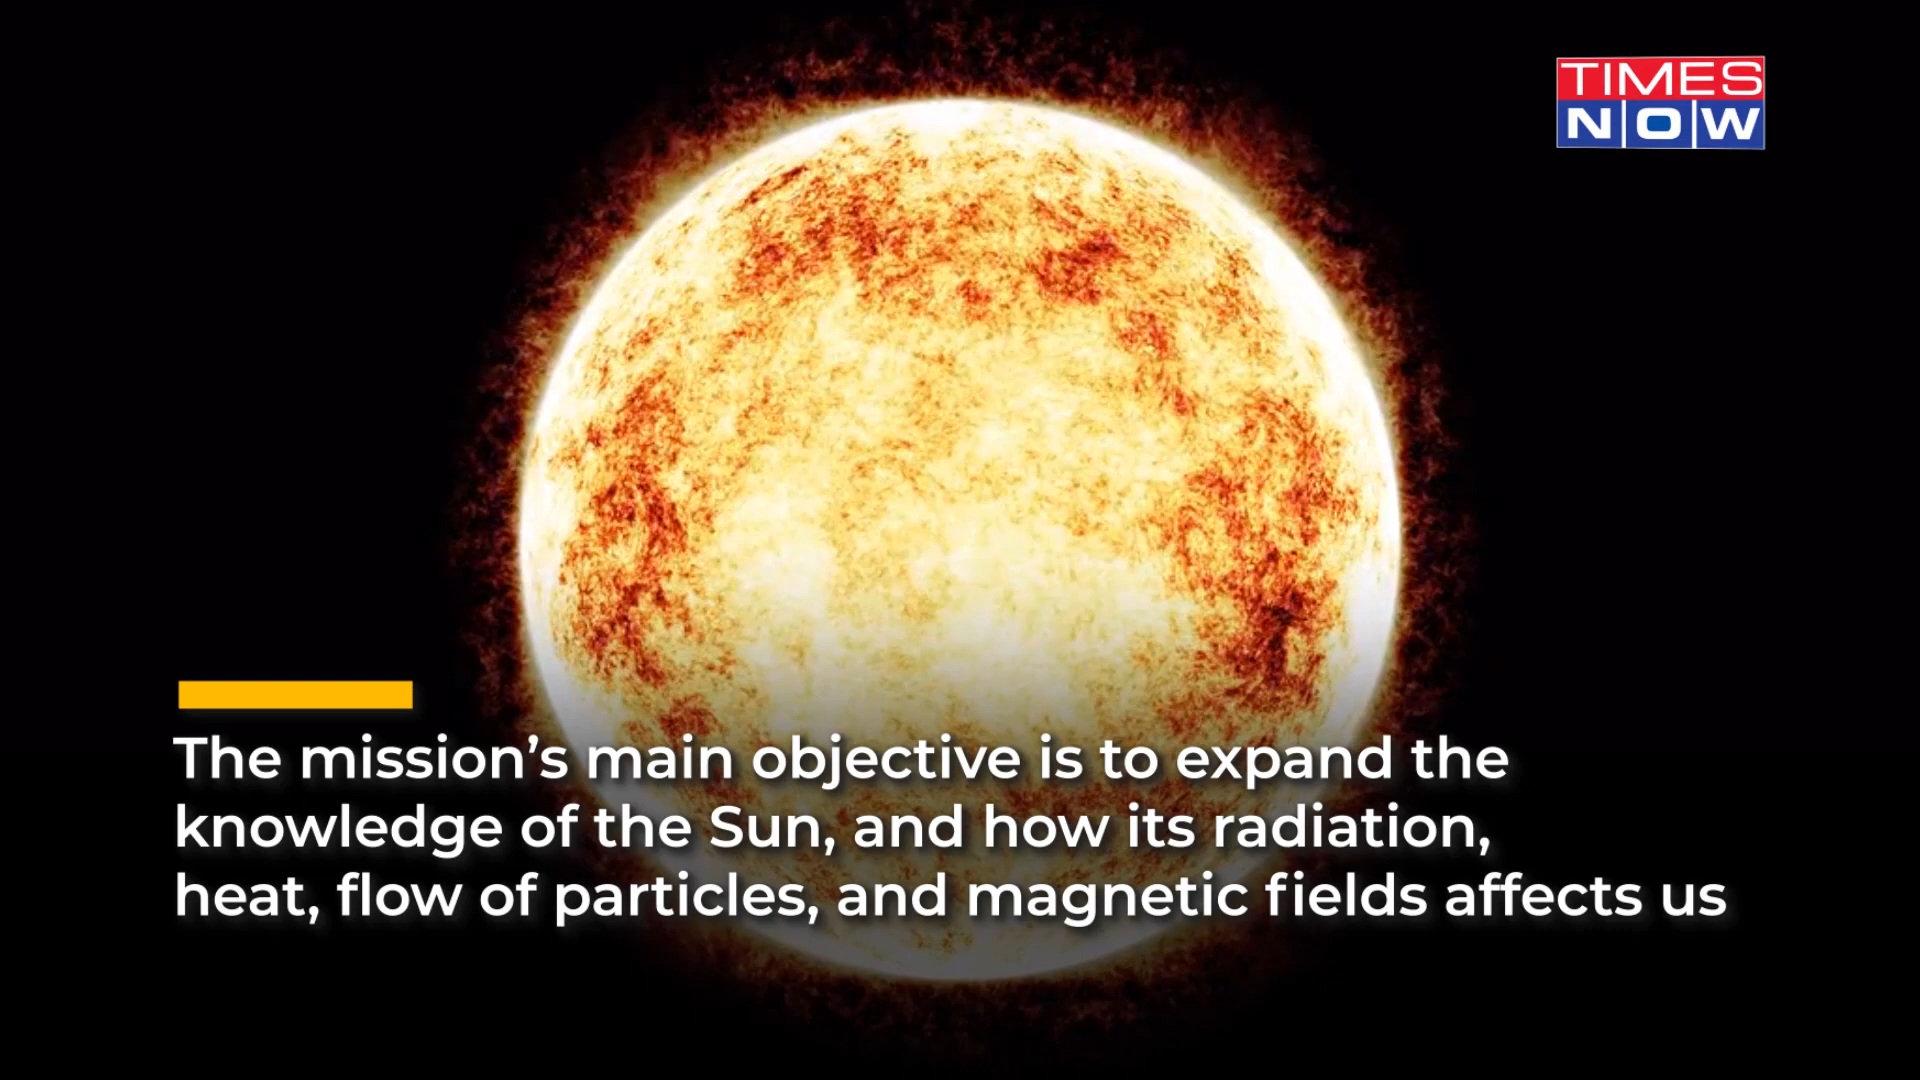 TIMES
NOW
The mission’s main objective is to expand the
knowledge of the Sun, and how its radiation,
heat, flow of particles, and magnetic fields affects us